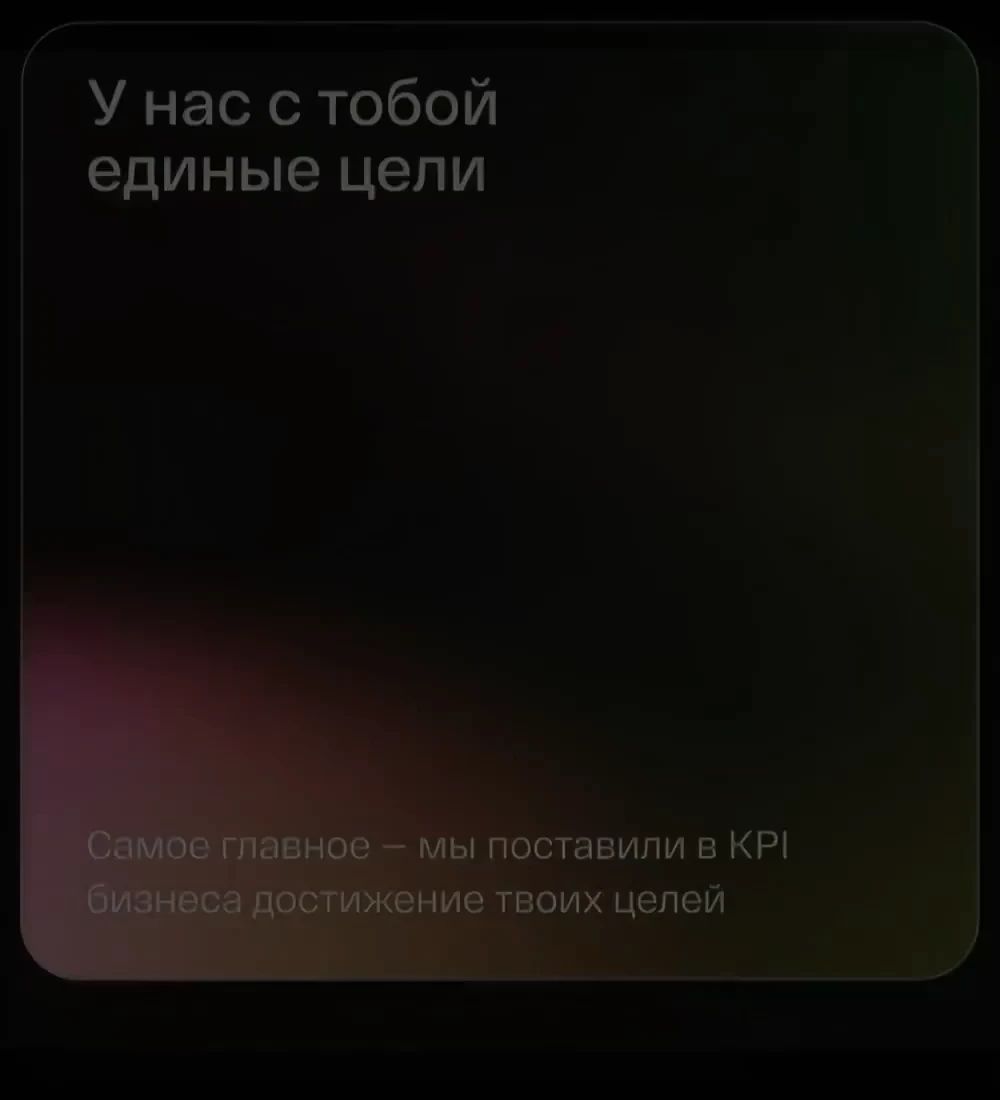 У нас с тобой
единые цели
Самое главное – мы поставили в KPI
бизнеса достижение твоих целей